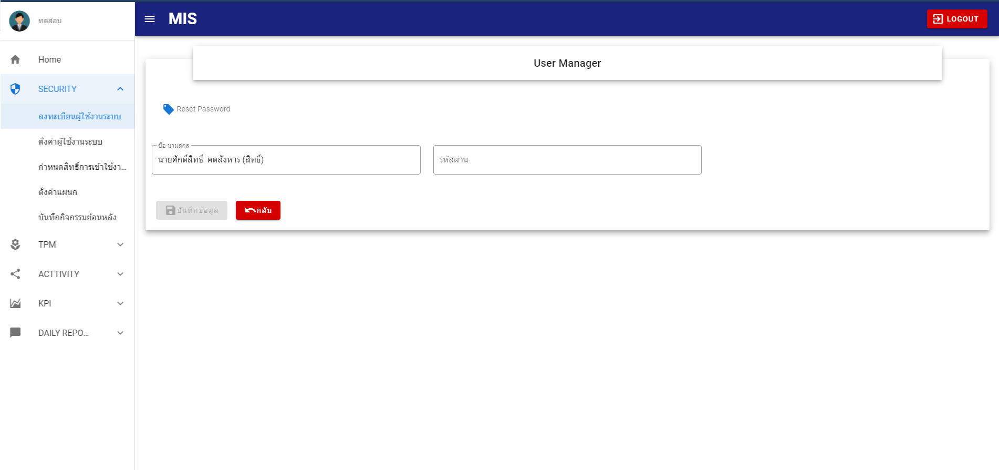 ทดสอบ
MIS
LOGOUT
Home
SECURITY
ลงทะเบียนผู้ใช้งานระบบ
ตั้งค่าผู้ใช้งานระบบ
กำหนดสิทธิ์การเข้าใช้งา...
ตั้งค่าแผนก
บันทึกกิจกรรมย้อนหลัง
TPM
ACTTIVITY
KPI
DAILY REPO...
User Manager
Reset Password
ชื่อ-นามสกุล
นายศักดิ์สิทธิ์ คตสังหาร (สิทธิ์)
รหัสผ่าน
บันทึกข้อมูล
กลับ